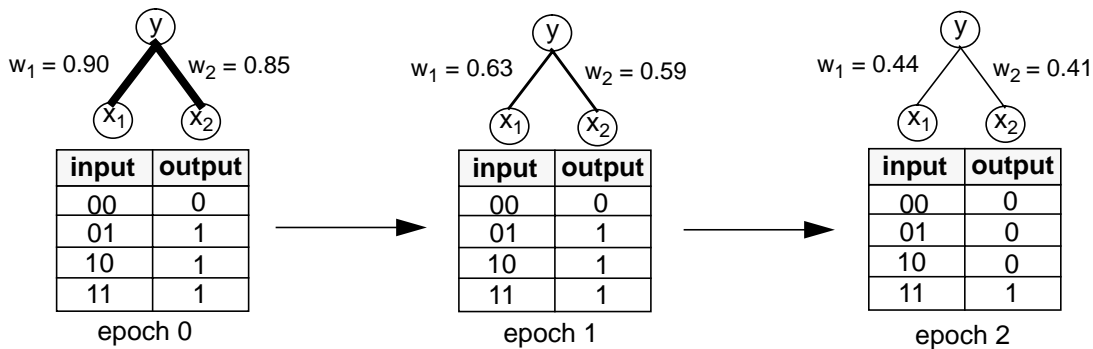 y
w1 = 0.90
w2 = 0.85
x1
x2
input output
00 0
01 1
10 1
11 1
epoch 0
y
w1 = 0.63
w2 = 0.59
x1
x2
input output
00 0
01 1
10 1
11 1
epoch 1
y
w1 = 0.44
w2 = 0.41
x1
x2
input output
00 0
01 0
10 0
11 1
epoch 2